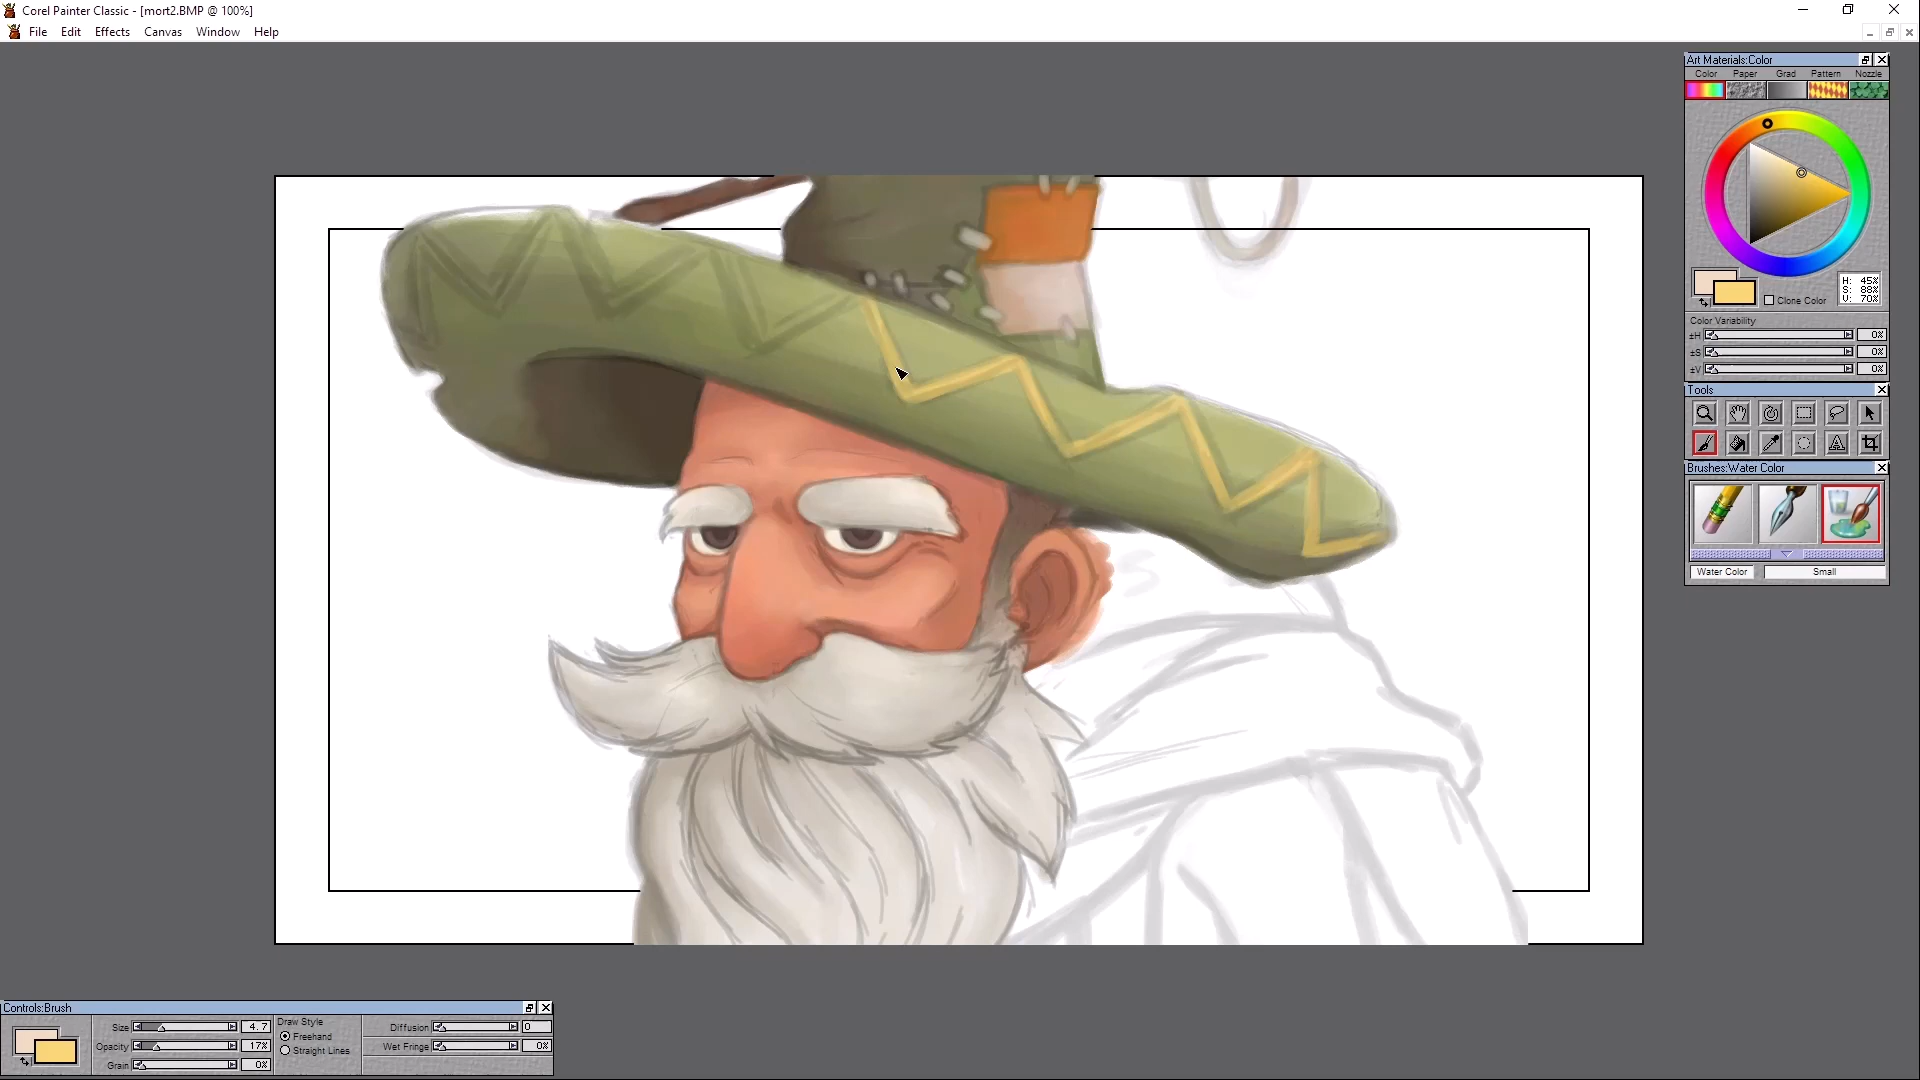 Corel Painter Classic - [mort2.BMP @ 100%]
File Edit Effects Canvas Window Help
Art Materials:Color
Color Paper Grad Pattern Nozzle
H: 45%
S: 88%
V: 70%
Clone Color
Color Variability
±H 0%
±S 0%
±V 0%
Tools
Brushes:Water Color
Water Color Small
Controls:Brush
Size 4.7
Opacity 17%
Grain 0%
Draw Style
Freehand
Straight Lines
Diffusion 0
Wet Fringe 0%